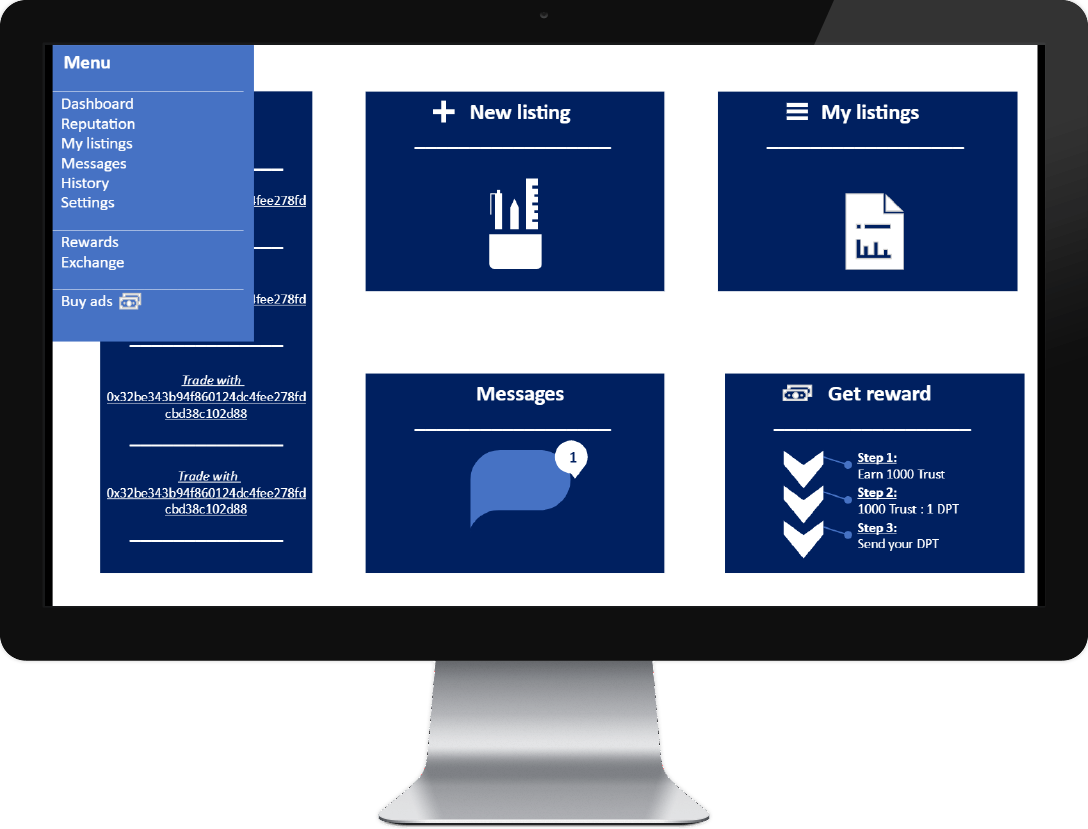 Menu
Dashboard
Reputation
My listings
Messages
History
Settings
Rewards
Exchange
Buy ads
4fee278fd
4fee278fd
Trade with
0x32be343b94f860124dc4fee278fd
cbd38c102d88
Trade with
0x32be343b94f860124dc4fee278fd
cbd38c102d88
New listing
My listings
Messages
1
Get reward
Step 1:
Earn 1000 Trust
Step 2:
1000 Trust : 1 DPT
Step 3:
Send your DPT